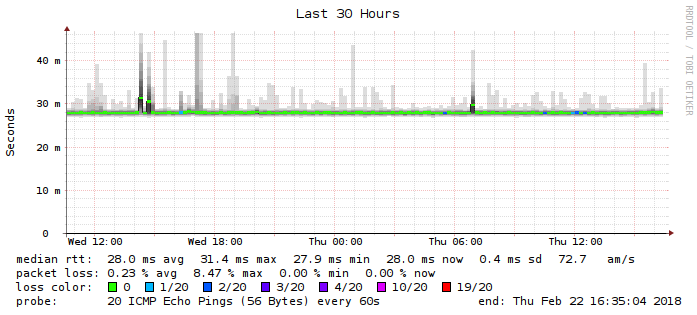 Last 30 Hours
RRDTOOL / TOBI OETIKER
Seconds
40 m
30 m
20 m
10 m
0
Wed 12:00 Wed 18:00 Thu 00:00 Thu 06:00 Thu 12:00
median rtt: 28.0 ms avg 31.4 ms max 27.9 ms min 28.0 ms now 0.4 ms sd 72.7 am/s
packet loss: 0.23 % avg 8.47 % max 0.00 % min 0.00 % now
loss color: 0 1/20 2/20 3/20 4/20 10/20 19/20
probe: 20 ICMP Echo Pings (56 Bytes) every 60s end: Thu Feb 22 16:35:04 2018